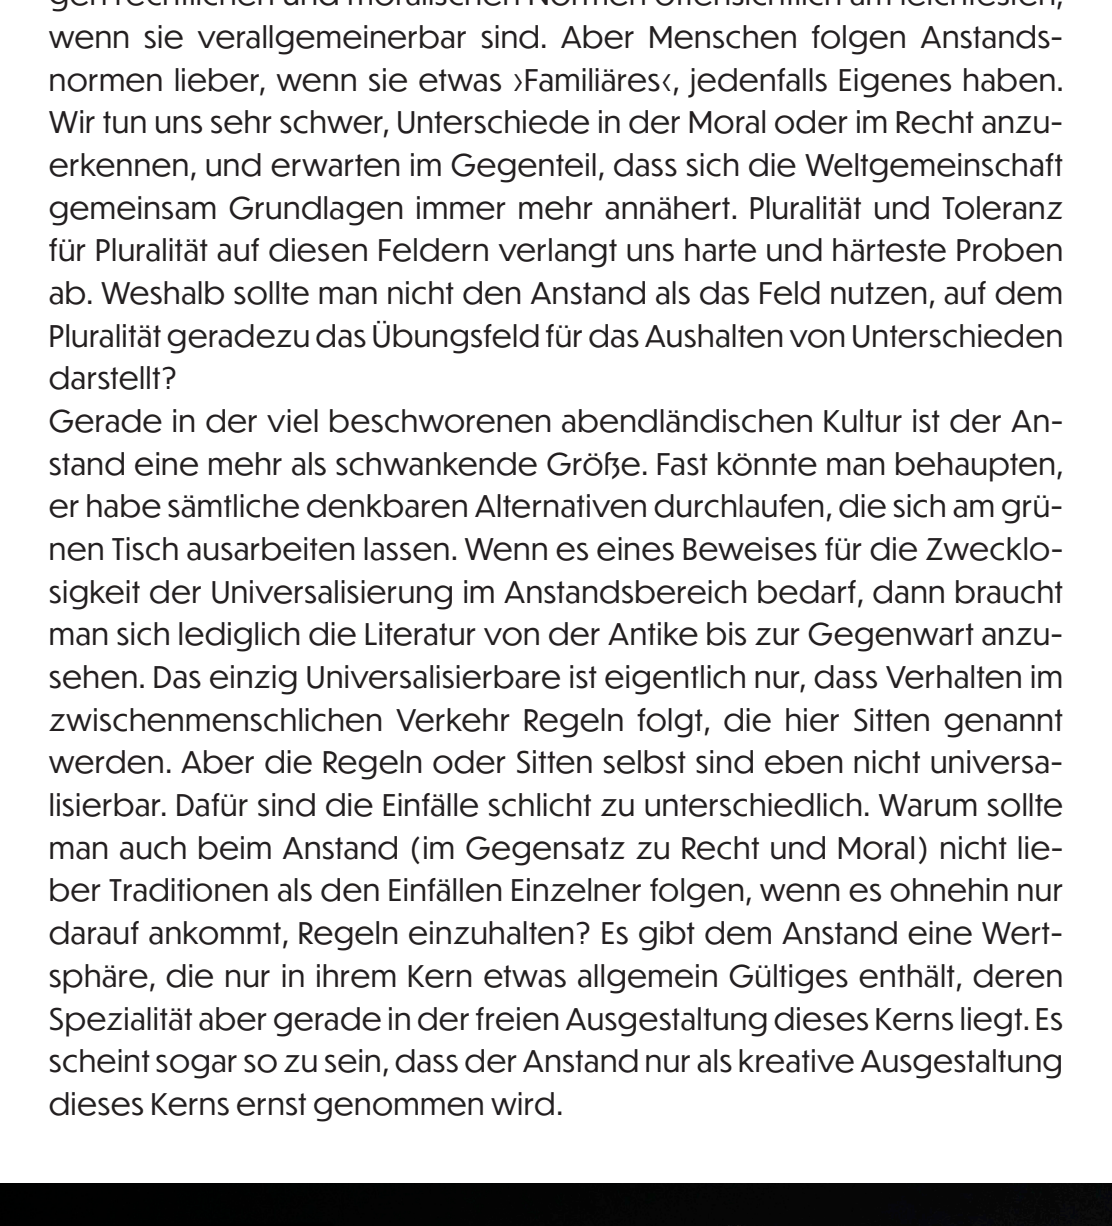 gen rechtlichen und moralischen Normen offensichtlich am leichtesten,
wenn sie verallgemeinerbar sind. Aber Menschen folgen Anstands-
normen lieber, wenn sie etwas ›Familiäres‹, jedenfalls Eigenes haben.
Wir tun uns sehr schwer, Unterschiede in der Moral oder im Recht anzu-
erkennen, und erwarten im Gegenteil, dass sich die Weltgemeinschaft
gemeinsam Grundlagen immer mehr annähert. Pluralität und Toleranz
für Pluralität auf diesen Feldern verlangt uns harte und härteste Proben
ab. Weshalb sollte man nicht den Anstand als das Feld nutzen, auf dem
Pluralität geradezu das Übungsfeld für das Aushalten von Unterschieden
darstellt?
Gerade in der viel beschworenen abendländischen Kultur ist der An-
stand eine mehr als schwankende Größe. Fast könnte man behaupten,
er habe sämtliche denkbaren Alternativen durchlaufen, die sich am grü-
nen Tisch ausarbeiten lassen. Wenn es eines Beweises für die Zwecklo-
sigkeit der Universalisierung im Anstandsbereich bedarf, dann braucht
man sich lediglich die Literatur von der Antike bis zur Gegenwart anzu-
sehen. Das einzig Universalisierbare ist eigentlich nur, dass Verhalten im
zwischenmenschlichen Verkehr Regeln folgt, die hier Sitten genannt
werden. Aber die Regeln oder Sitten selbst sind eben nicht universa-
lisierbar. Dafür sind die Einfälle schlicht zu unterschiedlich. Warum sollte
man auch beim Anstand (im Gegensatz zu Recht und Moral) nicht lie-
ber Traditionen als den Einfällen Einzelner folgen, wenn es ohnehin nur
darauf ankommt, Regeln einzuhalten? Es gibt dem Anstand eine Wert-
sphäre, die nur in ihrem Kern etwas allgemein Gültiges enthält, deren
Spezialität aber gerade in der freien Ausgestaltung dieses Kerns liegt. Es
scheint sogar so zu sein, dass der Anstand nur als kreative Ausgestaltung
dieses Kerns ernst genommen wird.